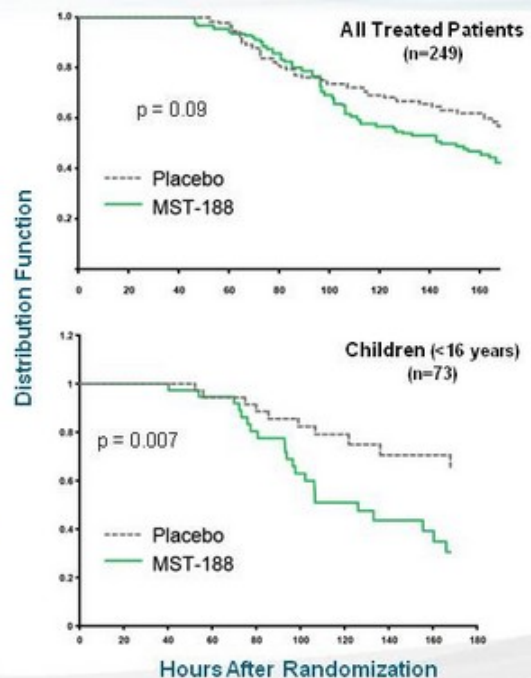 All Treated Patients
(n=249)
1.0
0.8
0.6
0.4
0.2
p = 0.09
Placebo
MST-188
0
20
40
60
80
100
120
140
160
Distribution Function
Children (<16 years)
(n=73)
1.2
1
0.8
0.6
0.4
0.2
0
p = 0.007
Placebo
MST-188
0
20
40
60
80
100
120
140
160
180
Hours After Randomization